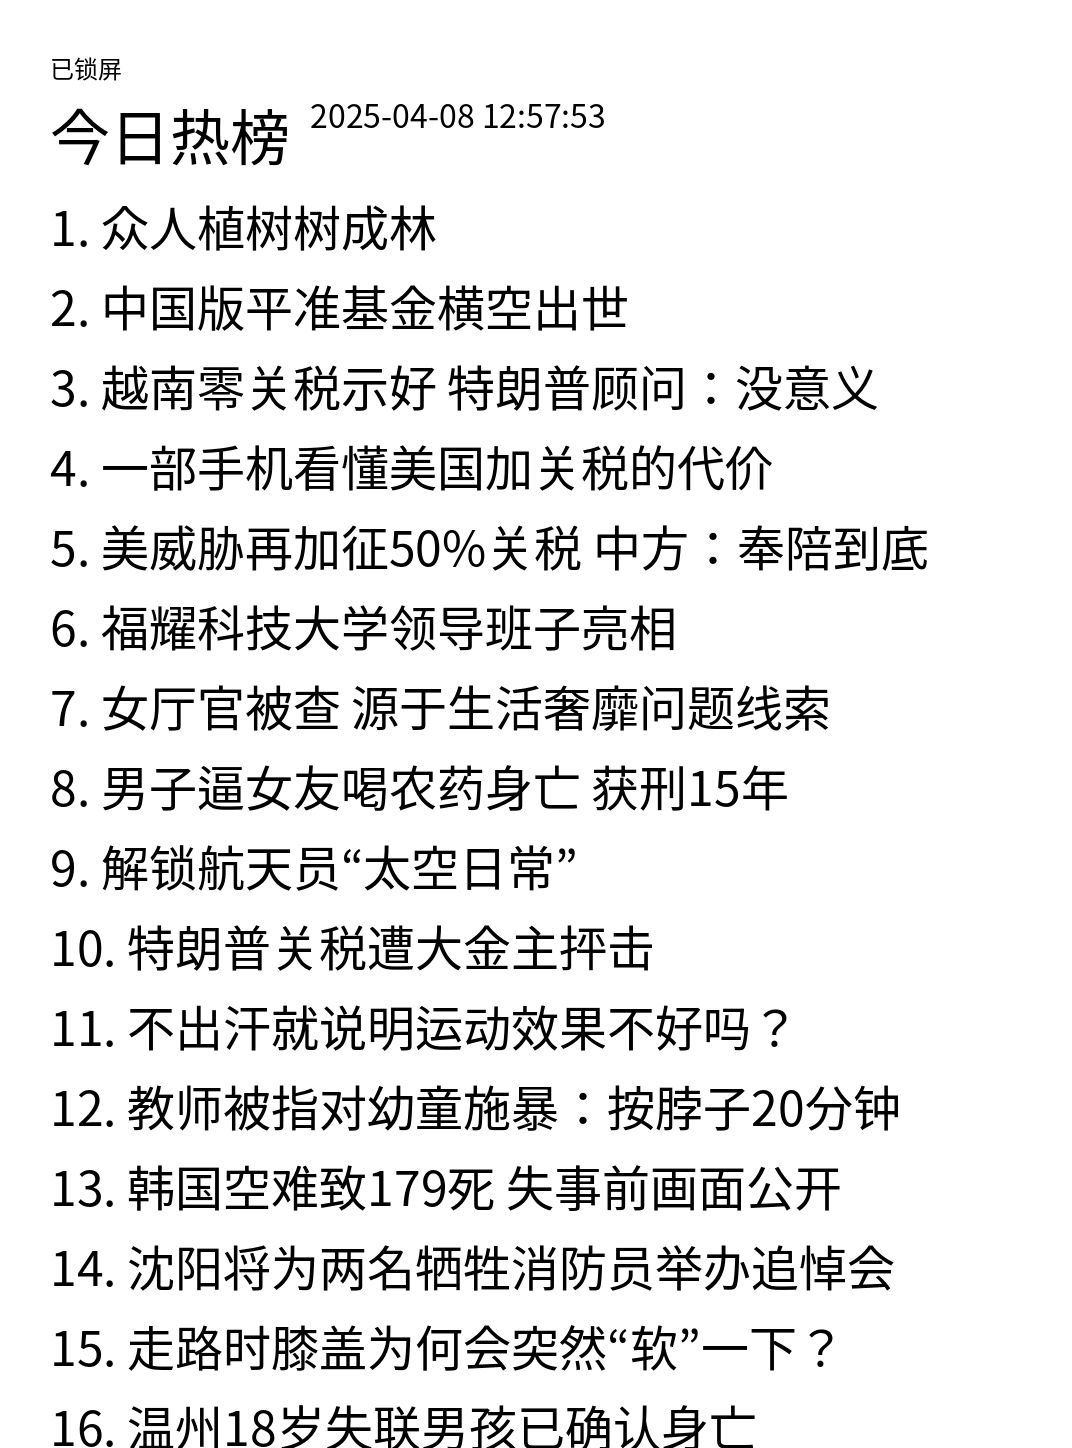 已锁屏
今日热榜 2025-04-08 12:57:53
1. 众人植树树成林
2. 中国版平准基金横空出世
3. 越南零关税示好 特朗普顾问：没意义
4. 一部手机看懂美国加关税的代价
5. 美威胁再加征50%关税 中方：奉陪到底
6. 福耀科技大学领导班子亮相
7. 女厅官被查 源于生活奢靡问题线索
8. 男子逼女友喝农药身亡 获刑15年
9. 解锁航天员“太空日常”
10. 特朗普关税遭大金主抨击
11. 不出汗就说明运动效果不好吗？
12. 教师被指对幼童施暴：按脖子20分钟
13. 韩国空难致179死 失事前画面公开
14. 沈阳将为两名牺牲消防员举办追悼会
15. 走路时膝盖为何会突然“软”一下？
16. 温州18岁失联男孩已确认身亡